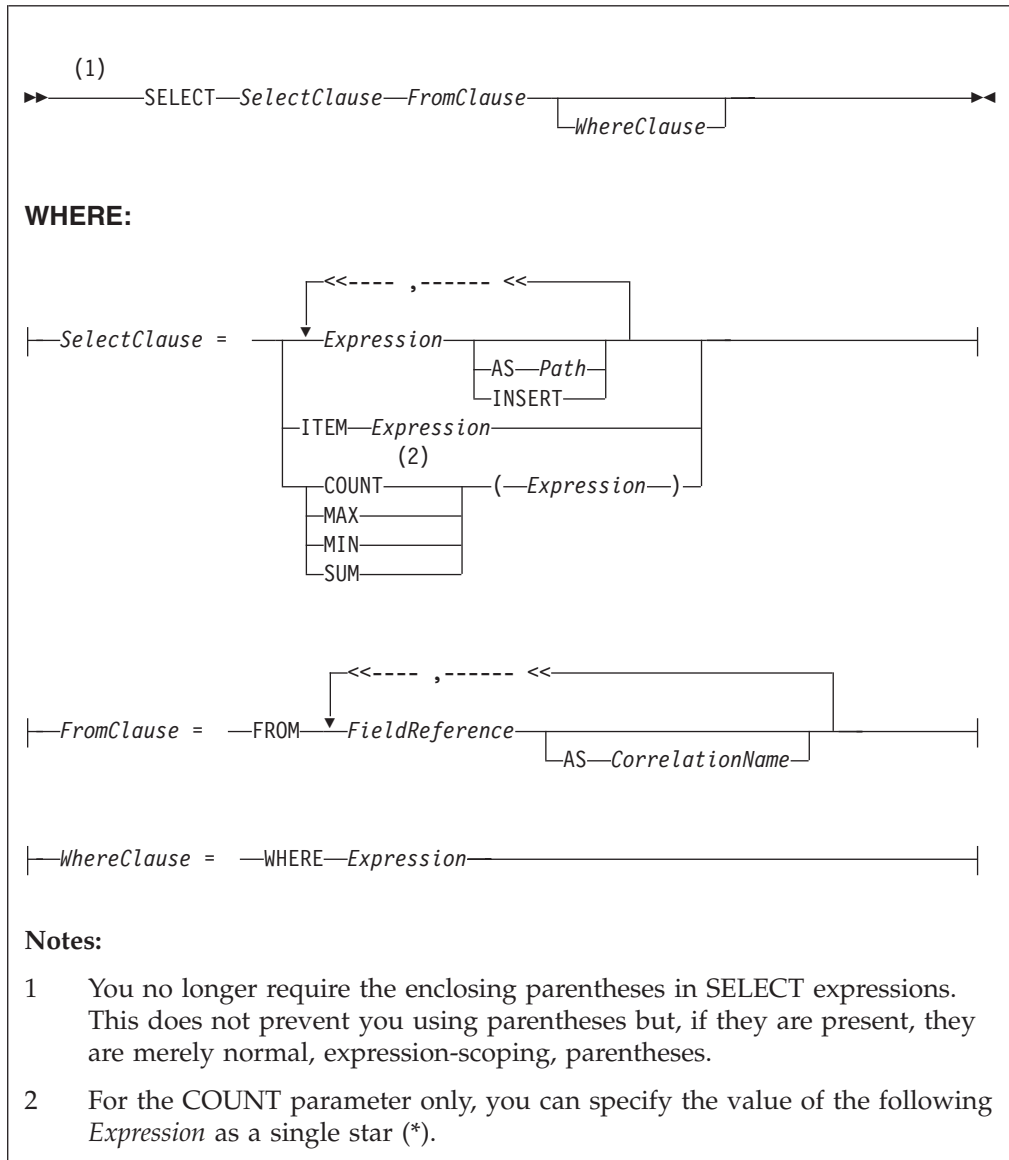 (1)
SELECT SelectClause FromClause
WhereClause
WHERE:
<<---- ,------ <<
SelectClause = Expression
AS Path
INSERT
ITEM Expression
(2)
COUNT ( Expression )
MAX
MIN
SUM
<<---- ,------ <<
FromClause = FROM FieldReference
AS CorrelationName
WhereClause = WHERE Expression
Notes:
1 You no longer require the enclosing parentheses in SELECT expressions.
This does not prevent you using parentheses but, if they are present, they
are merely normal, expression-scoping, parentheses.
2 For the COUNT parameter only, you can specify the value of the following
Expression as a single star (*).